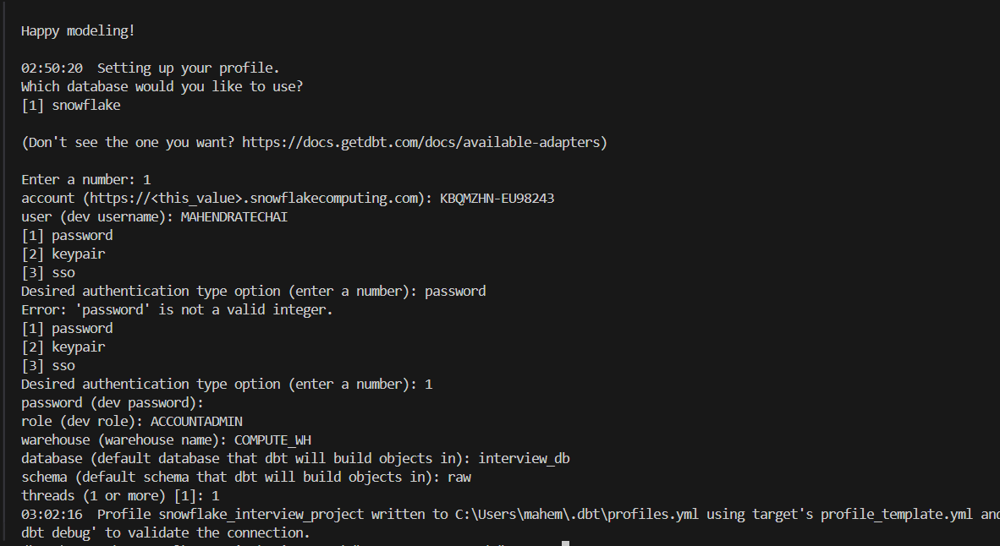 Happy modeling!
02:50:20  Setting up your profile.
Which database would you like to use?
[1] snowflake
(Don't see the one you want? https://docs.getdbt.com/docs/available-adapters)
Enter a number: 1
account (https://<this_value>.snowflakecomputing.com): KBQMZHN-EU98243
user (dev username): MAHENDRATECHAI
[1] password
[2] keypair
[3] sso
Desired authentication type option (enter a number): password
Error: 'password' is not a valid integer.
[1] password
[2] keypair
[3] sso
Desired authentication type option (enter a number): 1
password (dev password):
role (dev role): ACCOUNTADMIN
warehouse (warehouse name): COMPUTE_WH
database (default database that dbt will build objects in): interview_db
schema (default schema that dbt will build objects in): raw
threads (1 or more) [1]: 1
03:02:16  Profile snowflake_interview_project written to C:\Users\mahem\.dbt\profiles.yml using target's profile_template.yml and
dbt debug' to validate the connection.